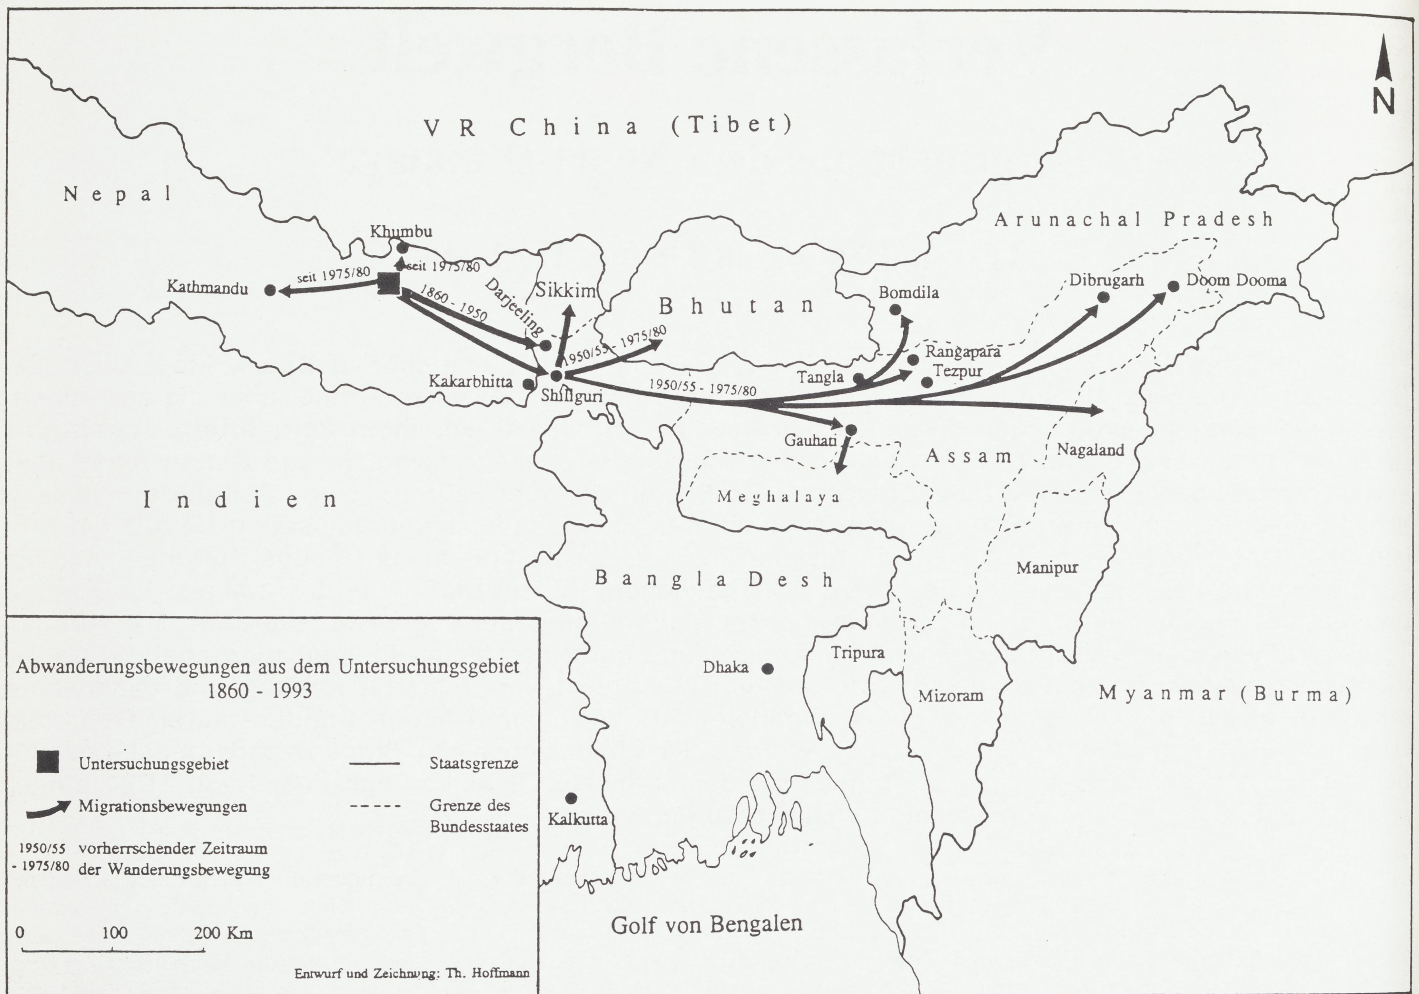 N
VR China (Tibet)
Nepal
Arunachal Pradesh
Khumbu
seit 1975/80
seit 1975/80
Kathmandu
1860 - 1950
Darjeeling
Sikkim
Bhutan
Bomdila
Dibrugarh
Doom Dooma
1950/55 - 1975/80
Rangapara
Tezpur
Tangla
Kakarbhitta
Shiliguri
1950/55 - 1975/80
Gauhati
Assam
Nagaland
Indien
Meghalaya
Bangla Desh
Manipur
Dhaka
Tripura
Mizoram
Myanmar (Burma)
Kalkutta
Golf von Bengalen
Abwanderungsbewegungen aus dem Untersuchungsgebiet
1860 - 1993
Untersuchungsgebiet
Staatsgrenze
Migrationsbewegungen
Grenze des
Bundesstaates
1950/55 vorherrschender Zeitraum
- 1975/80 der Wanderungsbewegung
0 100 200 Km
Entwurf und Zeichnung: Th. Hoffmann